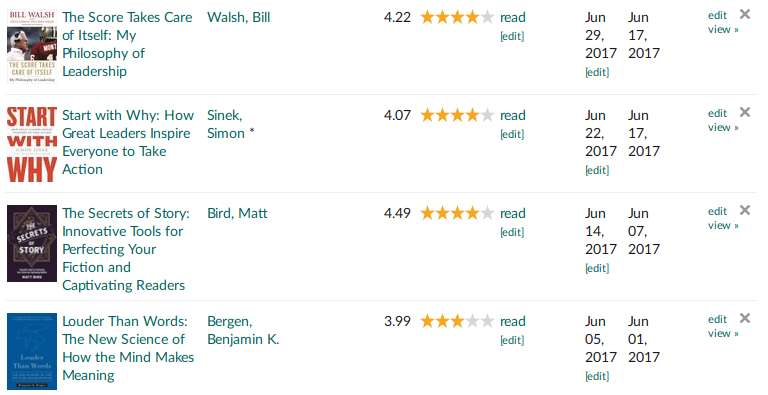 BILL WALSH
THE SCORE TAKES
CARE OF ITSELF
My Philosophy of Leadership
The Score Takes Care
of Itself: My
Philosophy of
Leadership
Walsh, Bill
4.22
read
[edit]
Jun
29,
2017
[edit]
Jun
17,
2017
edit
view »
START
WITH
WHY
Start with Why: How
Great Leaders Inspire
Everyone to Take
Action
Sinek,
Simon *
4.07
read
[edit]
Jun
22,
2017
[edit]
Jun
17,
2017
edit
view »
THE
SECRETS
OF
STORY
MATT BIRD
The Secrets of Story:
Innovative Tools for
Perfecting Your
Fiction and
Captivating Readers
Bird, Matt
4.49
read
[edit]
Jun
14,
2017
[edit]
Jun
07,
2017
edit
view »
Louder
Than Words
Louder Than Words:
The New Science of
How the Mind Makes
Meaning
Bergen,
Benjamin K.
3.99
read
[edit]
Jun
05,
2017
[edit]
Jun
01,
2017
edit
view »